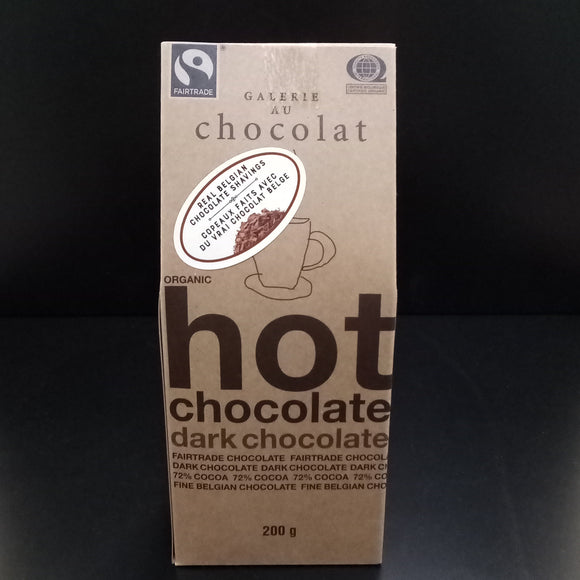 FAIRTRADE
GALERIE
AU
chocolat
REAL BELGIAN
CHOCOLATE SHAVINGS
COPEAUX FAITS AVEC
DU VRAI CHOCOLAT BELGE
ORGANIC
hot
chocolate
dark chocolate
FAIRTRADE CHOCOLATE FAIRTRADE CHOCOLA
DARK CHOCOLATE DARK CHOCOLATE DARK CH
72% COCOA 72% COCOA 72% COCOA 72% CO
FINE BELGIAN CHOCOLATE FINE BELGIAN CHO
200 g